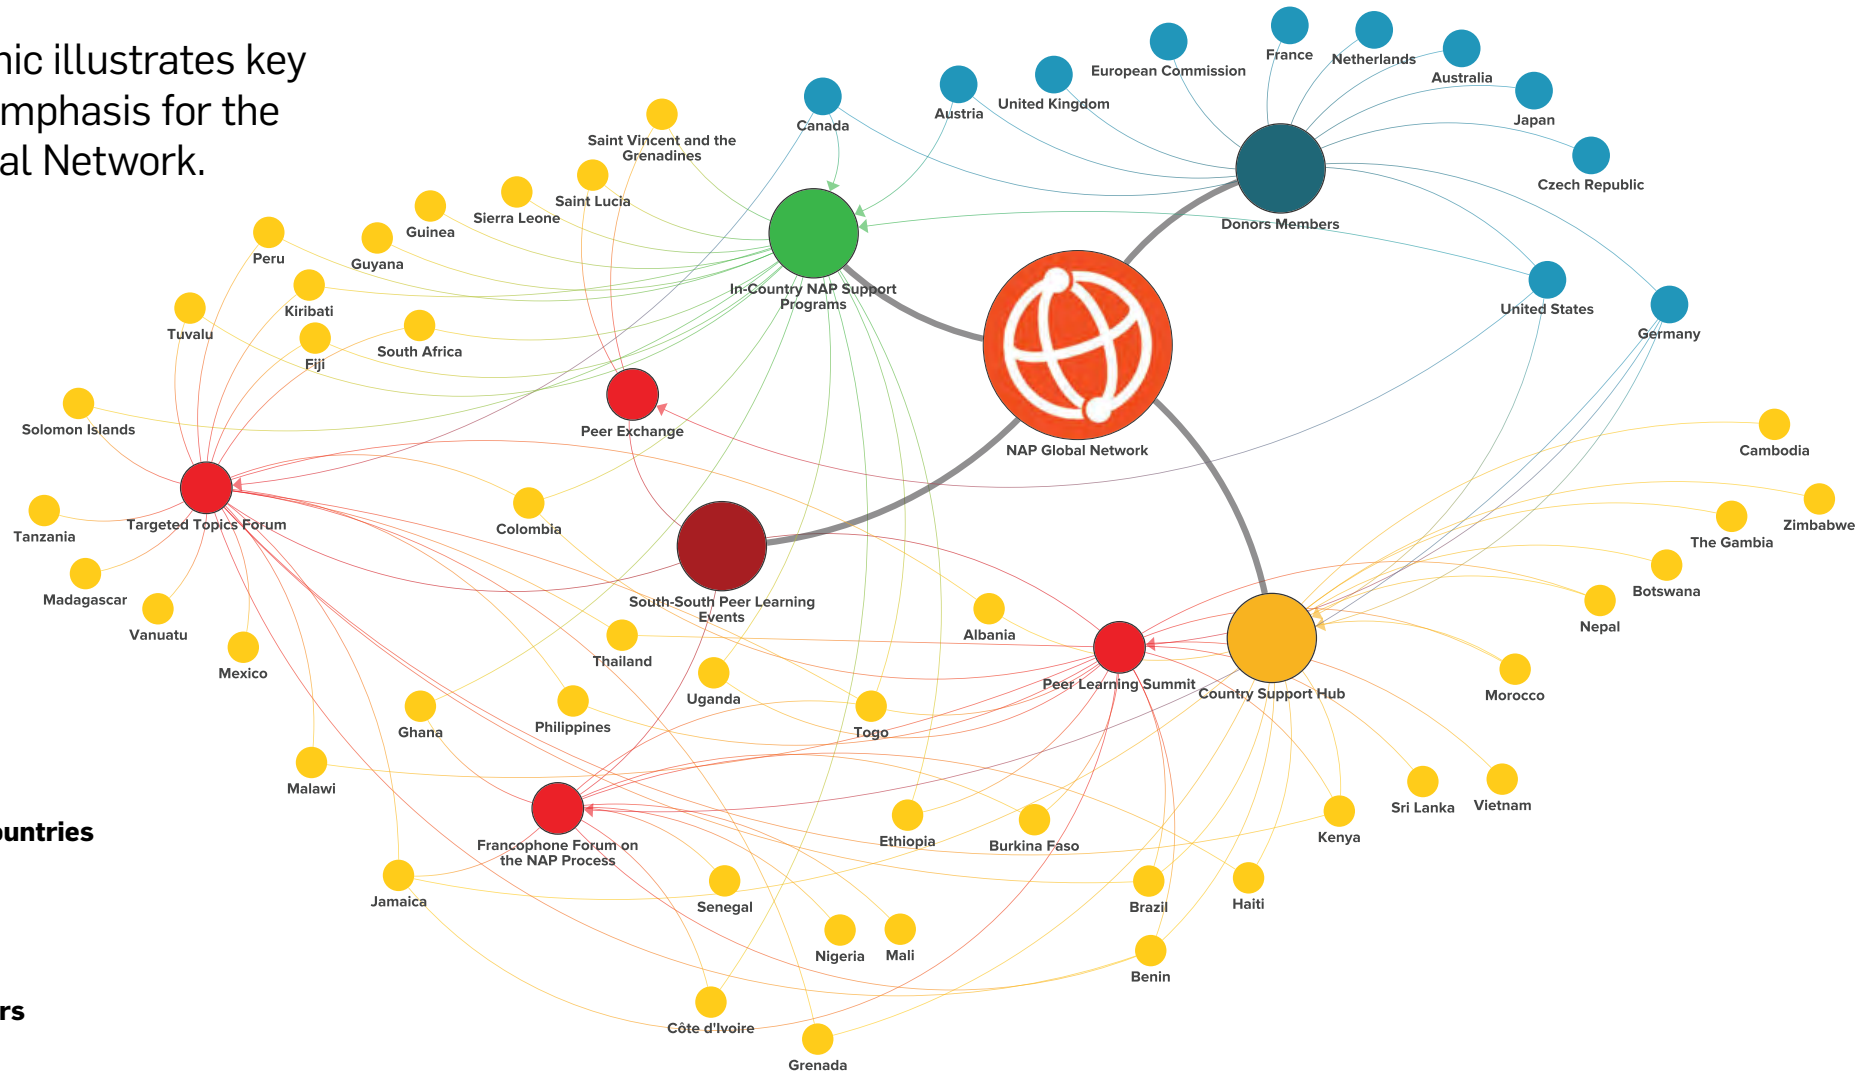 nic illustrates key
mphasis for the
al Network.
France
Netherlands
European Commission
Australia
United Kingdom
Austria
Japan
Canada
Saint Vincent and the
Grenadines
Czech Republic
Saint Lucia
Sierra Leone
Guinea
Donors Members
Peru
Guyana
In-Country NAP Support
Programs
Kiribati
United States
Tuvalu
Germany
South Africa
Fiji
Solomon Islands
Peer Exchange
NAP Global Network
Cambodia
Targeted Topics Forum
Zimbabwe
Colombia
Tanzania
The Gambia
Botswana
Madagascar
South-South Peer Learning
Events
Nepal
Vanuatu
Albania
Thailand
Mexico
Peer Learning Summit
Country Support Hub
Morocco
Uganda
Philippines
Ghana
Togo
Malawi
Vietnam
Sri Lanka
ountries
Kenya
Ethiopia
Burkina Faso
Francophone Forum on
the NAP Process
Jamaica
Haiti
Senegal
Brazil
Nigeria
Mali
Benin
rs
Côte d'Ivoire
Grenada